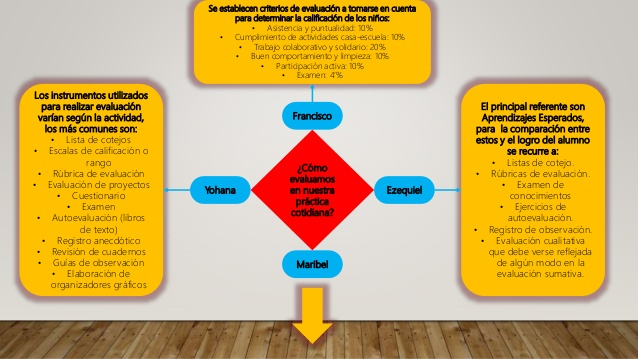 Se establecen criterios de evaluación a tomarse en cuenta
para determinar la calificación de los niños:
• Asistencia y puntualidad: 10%
• Cumplimiento de actividades casa-escuela: 10%
• Trabajo colaborativo y solidario: 20%
• Buen comportamiento y limpieza: 10%
• Participación activa: 10%
• Examen: 4'%
Francisco
Los instrumentos utilizados
para realizar evaluación
varían según la actividad,
los más comunes son:
• Lista de cotejos
• Escalas de calificación o
rango
• Rúbrica de evaluación
• Evaluación de proyectos
• Cuestionario
• Examen
• Autoevaluación (libros
de texto)
• Registro anecdótico
• Revisión de cuadernos
• Guías de observación
• Elaboración de
organizadores gráficos
Yohana
¿Cómo
evaluamos
en nuestra
práctica
cotidiana?
Ezequiel
El principal referente son
Aprendizajes Esperados,
para la comparación entre
estos y el logro del alumno
se recurre a:
• Listas de cotejo.
• Rúbricas de evaluación.
• Examen de
conocimientos
• Ejercicios de
autoevaluación.
• Registro de observación.
• Evaluación cualitativa
que debe verse reflejada
de algún modo en la
evaluación sumativa.
Maribel